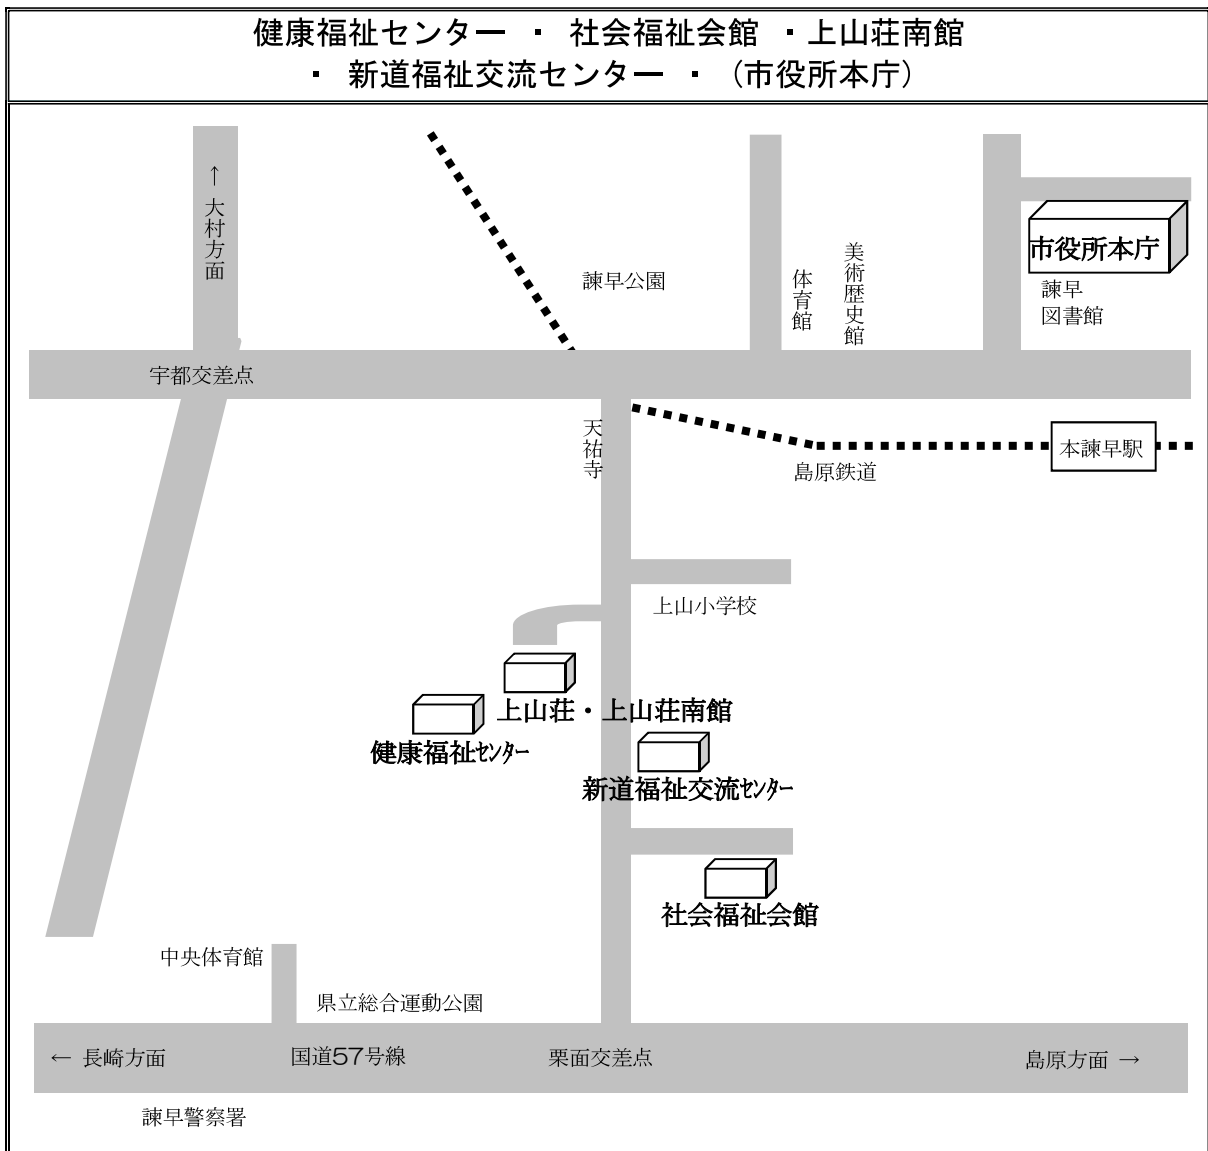 健康福祉センター ・ 社会福祉会館 ・上山荘南館
・ 新道福祉交流センター ・ (市役所本庁)
↑ 大村方面
諫早公園
体育館
美術歴史館
市役所本庁
諫早
図書館
宇都交差点
天祐寺
島原鉄道
本諫早駅
上山小学校
上山荘・上山荘南館
健康福祉ｾﾝﾀｰ
新道福祉交流ｾﾝﾀｰ
社会福祉会館
中央体育館
県立総合運動公園
← 長崎方面
国道57号線
栗面交差点
島原方面 →
諫早警察署